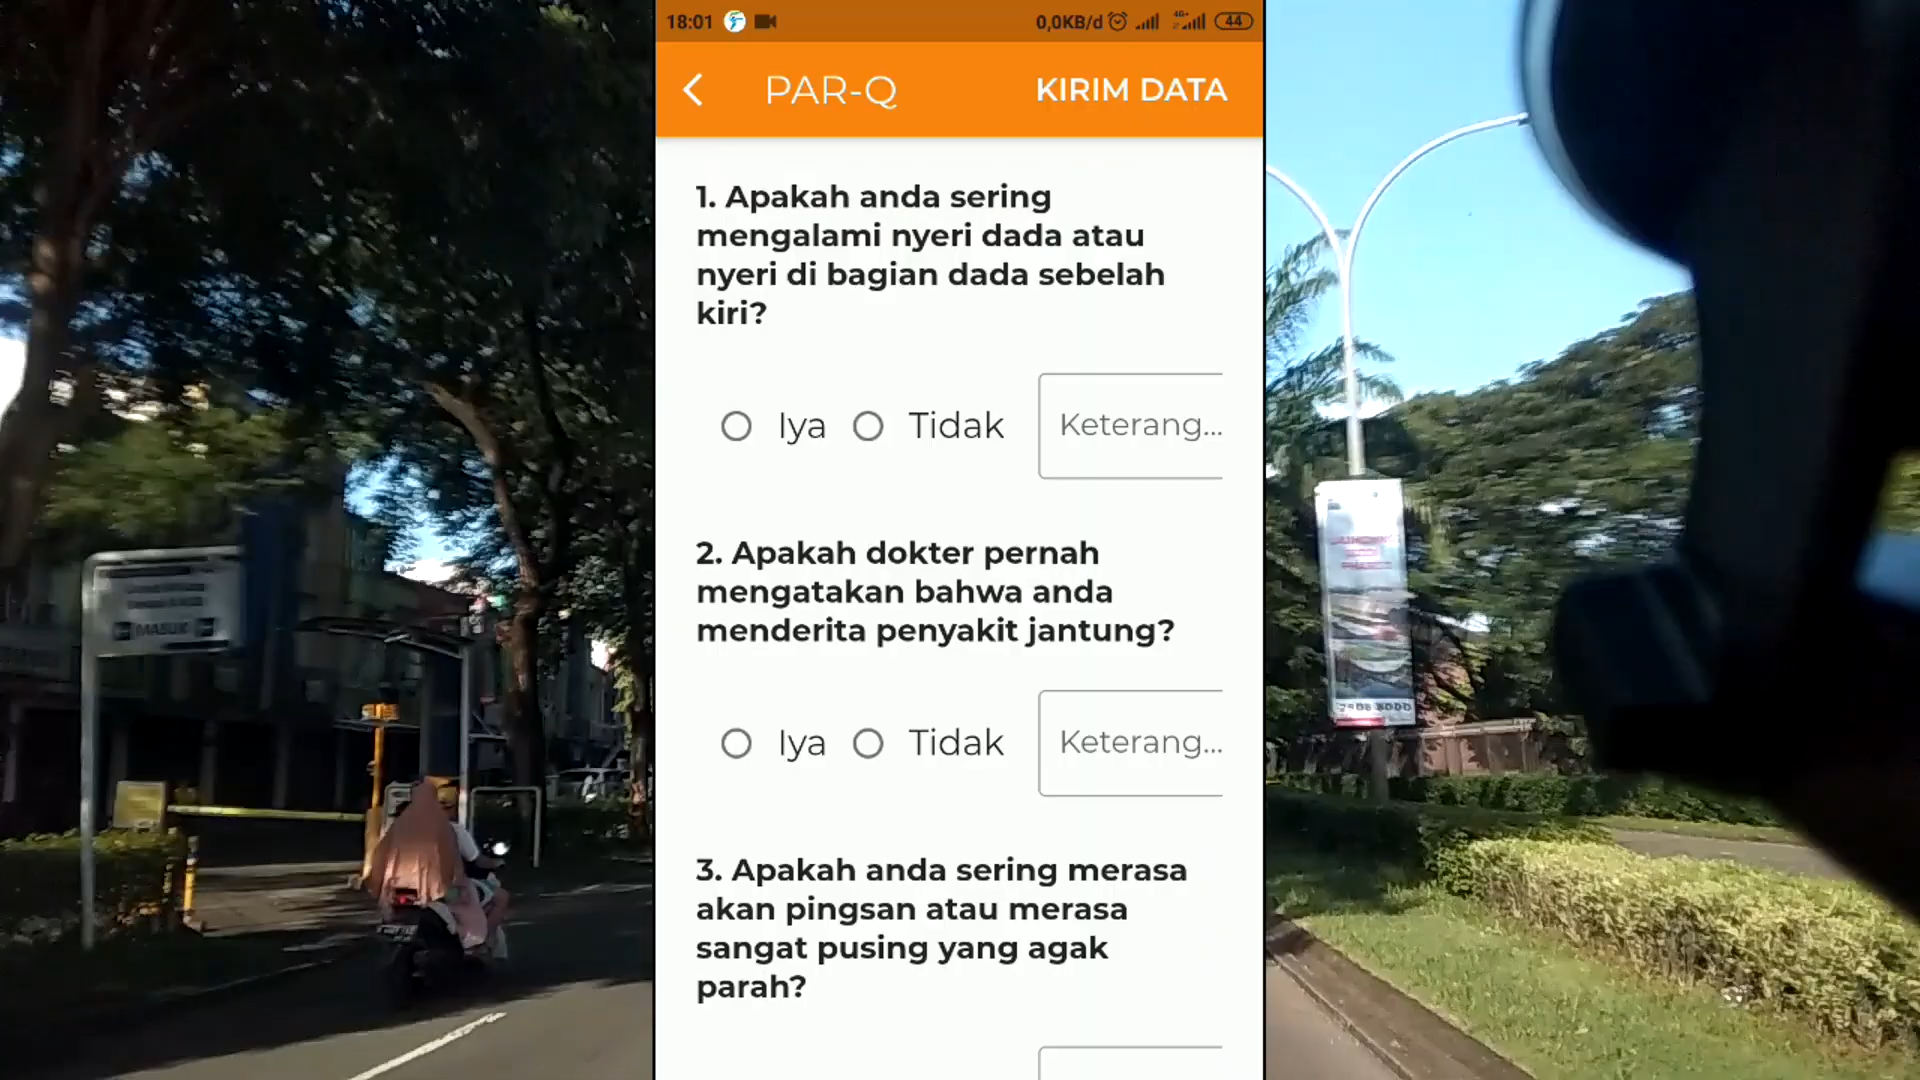 18:01
0,0KB/d
4G+
44
PAR-Q
KIRIM DATA
1. Apakah anda sering
mengalami nyeri dada atau
nyeri di bagian dada sebelah
kiri?
Iya
Tidak
Keterang...
2. Apakah dokter pernah
mengatakan bahwa anda
menderita penyakit jantung?
Iya
Tidak
Keterang...
3. Apakah anda sering merasa
akan pingsan atau merasa
sangat pusing yang agak
parah?
MASUK